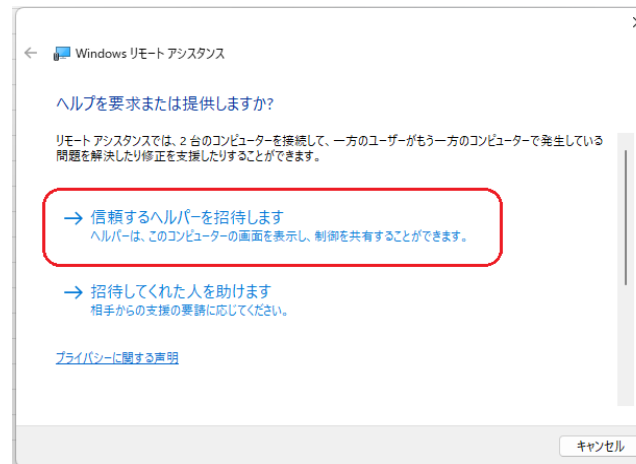 Windows リモート アシスタンス
ヘルプを要求または提供しますか?
リモート アシスタンスでは、2 台のコンピューターを接続して、一方のユーザーがもう一方のコンピューターで発生している
問題を解決したり修正を支援したりすることができます。
→ 信頼するヘルパーを招待します
ヘルパーは、このコンピューターの画面を表示し、制御を共有することができます。
→ 招待してくれた人を助けます
相手からの支援の要請に応じてください。
プライバシーに関する声明
キャンセル